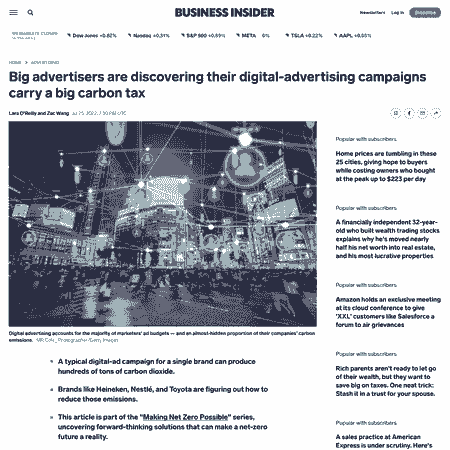 BUSINESS INSIDER
Newsletters Log in
Dow Jones +0.82% Nasdaq S&P 500 META TSLA +0.22% AAPL
HOME > ADVERTISING
Big advertisers are discovering their digital-advertising campaigns
carry a big carbon tax
Lara O'Reilly and Zac Wang
Digital advertising accounts for the majority of marketers' ad budgets — and an almost-hidden proportion of their companies' carbon
emissions.
A typical digital-ad campaign for a single brand can produce
hundreds of tons of carbon dioxide.
Brands like Heineken, Nestlé, and Toyota are figuring out how to
reduce those emissions.
This article is part of the "Making Net Zero Possible" series,
uncovering forward-thinking solutions that can make a net-zero
future a reality.
Popular with subscribers
Home prices are tumbling in these
25 cities, giving hope to buyers
while costing owners who bought
at the peak up to $223 per day
Popular with subscribers
A financially independent 32-year-
old who built wealth trading stocks
explains why he's moved nearly
half his net worth into real estate,
and his most lucrative properties
Popular with subscribers
Amazon holds an exclusive meeting
at its cloud conference to give
'XXL' customers like Salesforce a
forum to air grievances
Popular with subscribers
Rich parents aren't ready to let go
of their wealth, but they want to
save big on taxes. One neat trick:
Stash it in a trust for your spouse.
Popular with subscribers
A sales practice at American
Express is under scrutiny. Here's